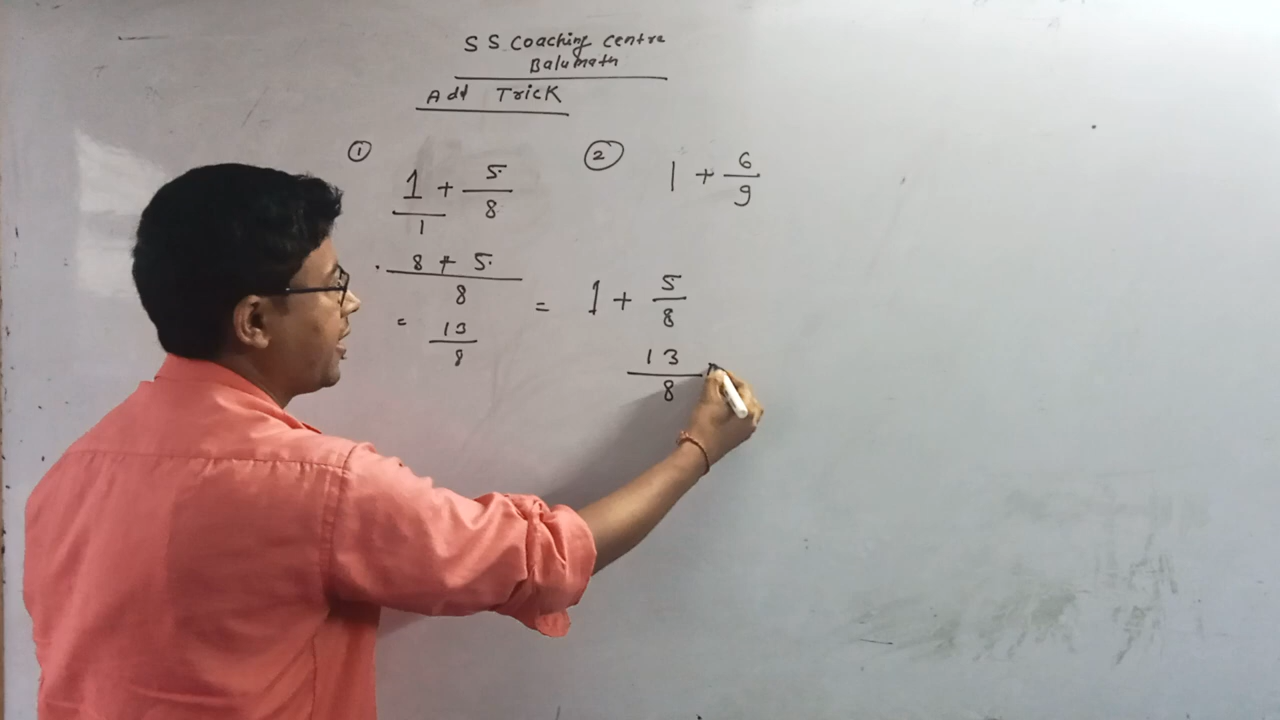 S S Coaching Centre
Balumath
Add Trick
① 1/1 + 5/8
8 + 5/8
= 13/8
② 1 + 6/9
= 1 + 5/8
13/8